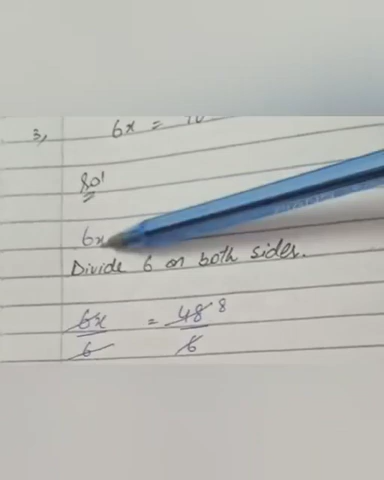 3, 6x =
Sol
6x
Divide 6 on both sides.
6x/6 = 48/6 8